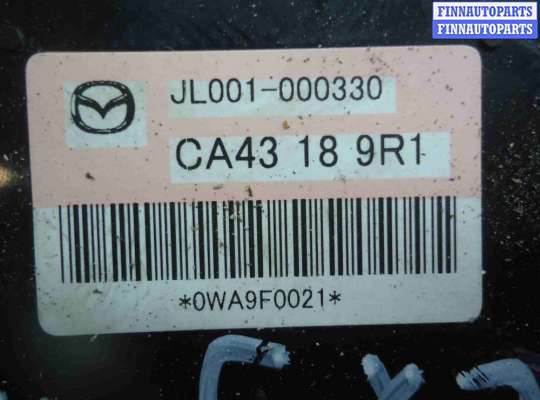 FINNAUTOPARTS
FINNAUTOPARTS
JL001-000330
CA43 18 9R1
*0WA9F0021*